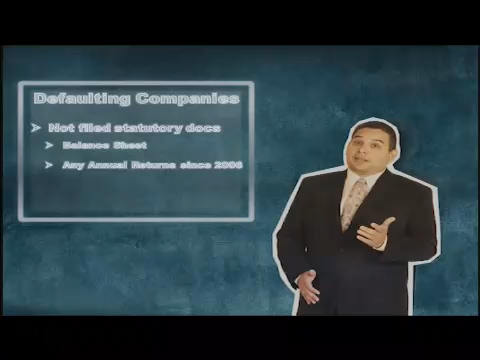 Defaulting Companies
➤ Not filed statutory docs
➤ Balance Sheet
➤ Any Annual Returns since 2006